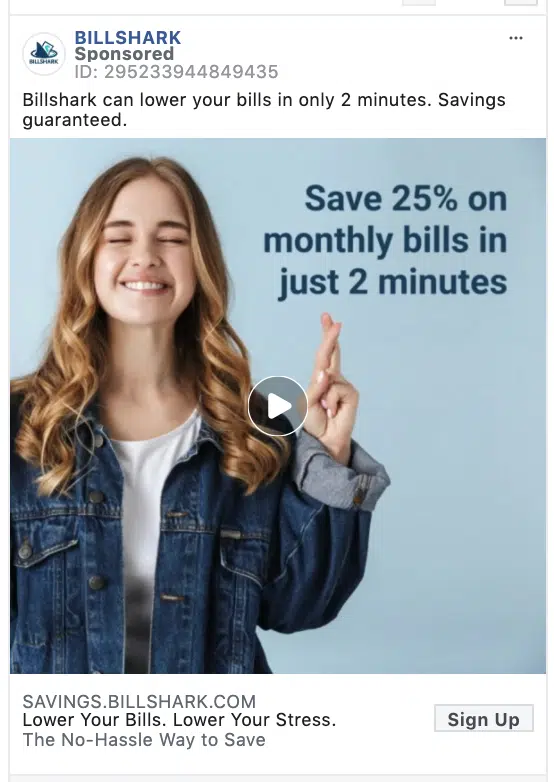 BILLSHARK
BILLSHARK
Sponsored
ID: 295233944849435
Billshark can lower your bills in only 2 minutes. Savings
guaranteed.
Save 25% on
monthly bills in
just 2 minutes
SAVINGS.BILLSHARK.COM
Lower Your Bills. Lower Your Stress.
The No-Hassle Way to Save
Sign Up